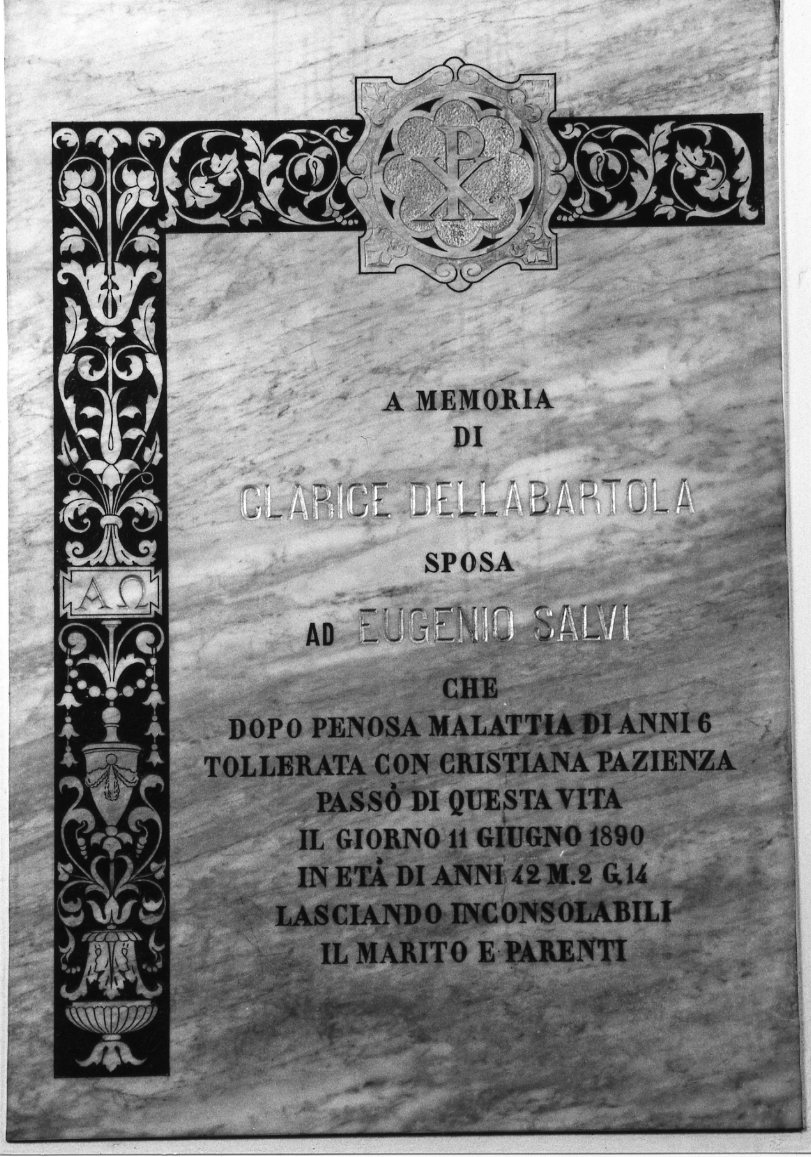 A MEMORIA
DI
CLARICE DELLABARTOLA
SPOSA
AD EUGENIO SALVI
CHE
DOPO PENOSA MALATTIA DI ANNI 6
TOLLERATA CON CRISTIANA PAZIENZA
PASSÒ DI QUESTA VITA
IL GIORNO 11 GIUGNO 1890
IN ETÀ DI ANNI 42 M.2 G.14
LASCIANDO INCONSOLABILI
IL MARITO E PARENTI
ΑΩ